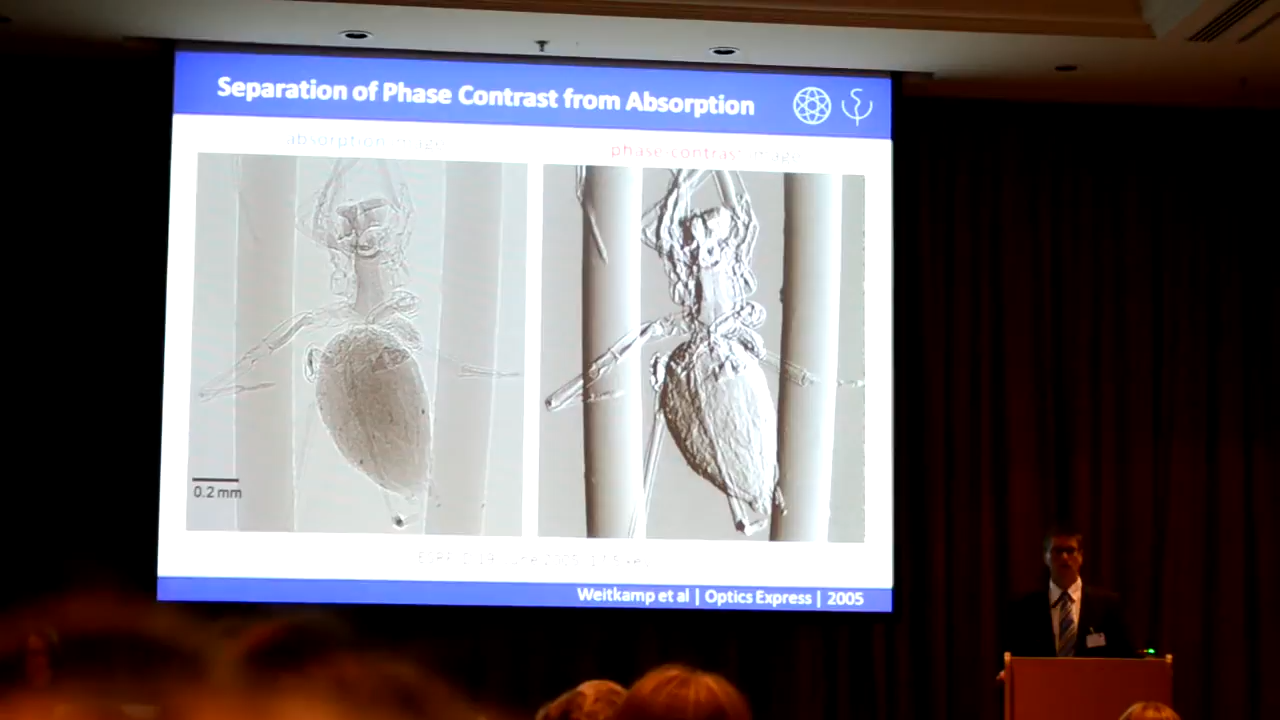 Separation of Phase Contrast from Absorption
absorption image
phase-contrast image
0.2 mm
Weitkamp et al | Optics Express | 2005